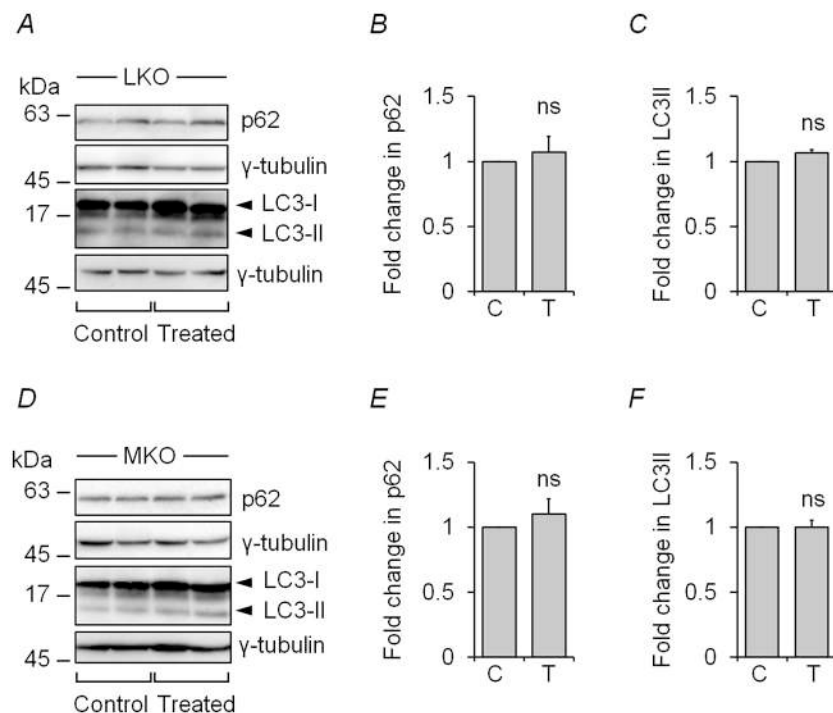 A
kDa
LKO
63
p62
γ-tubulin
45
17
LC3-I
LC3-II
γ-tubulin
45
Control Treated
B
Fold change in p62
1.5
1
0.5
0
ns
C T
C
Fold change in LC3II
1.5
1
0.5
0
ns
C T
D
kDa
MKO
63
p62
γ-tubulin
45
17
LC3-I
LC3-II
γ-tubulin
45
Control Treated
E
Fold change in p62
1.5
1
0.5
0
ns
C T
F
Fold change in LC3II
1.5
1
0.5
0
ns
C T